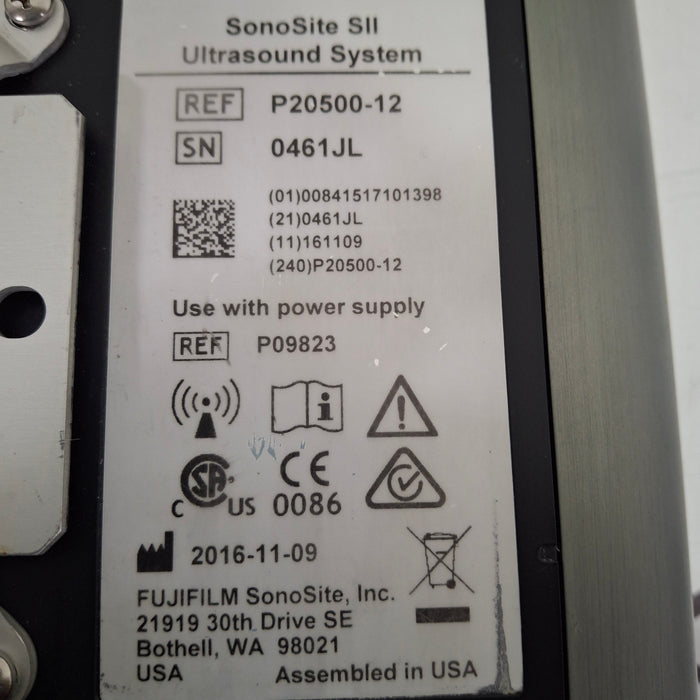 SonoSite SII
Ultrasound System
REF P20500-12
SN 0461JL
(01)00841517101398
(21)0461JL
(11)161109
(240)P20500-12
Use with power supply
REF P09823
i
C SA US CE 0086
2016-11-09
FUJIFILM SonoSite, Inc.
21919 30th Drive SE
Bothell, WA 98021
USA Assembled in USA